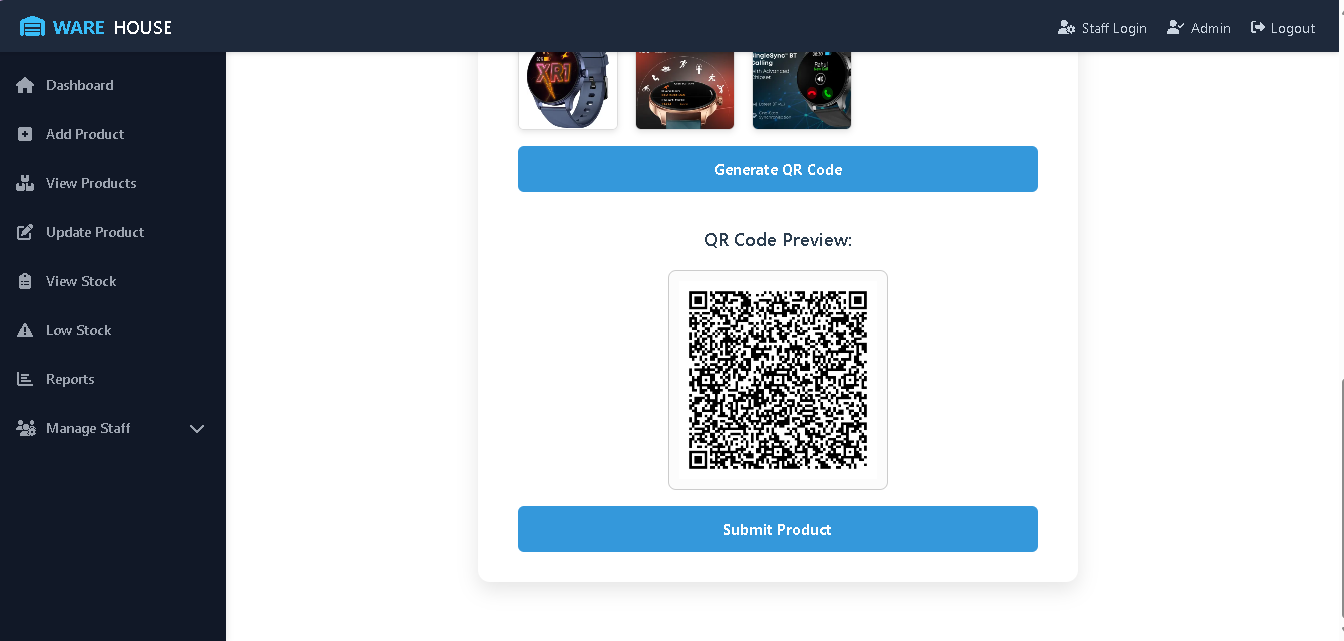 WARE HOUSE
Staff Login
Admin
Logout
Dashboard
Add Product
View Products
Update Product
View Stock
Low Stock
Reports
Manage Staff
XR1
SingleSync™ BT
Calling
Generate QR Code
QR Code Preview:
Submit Product